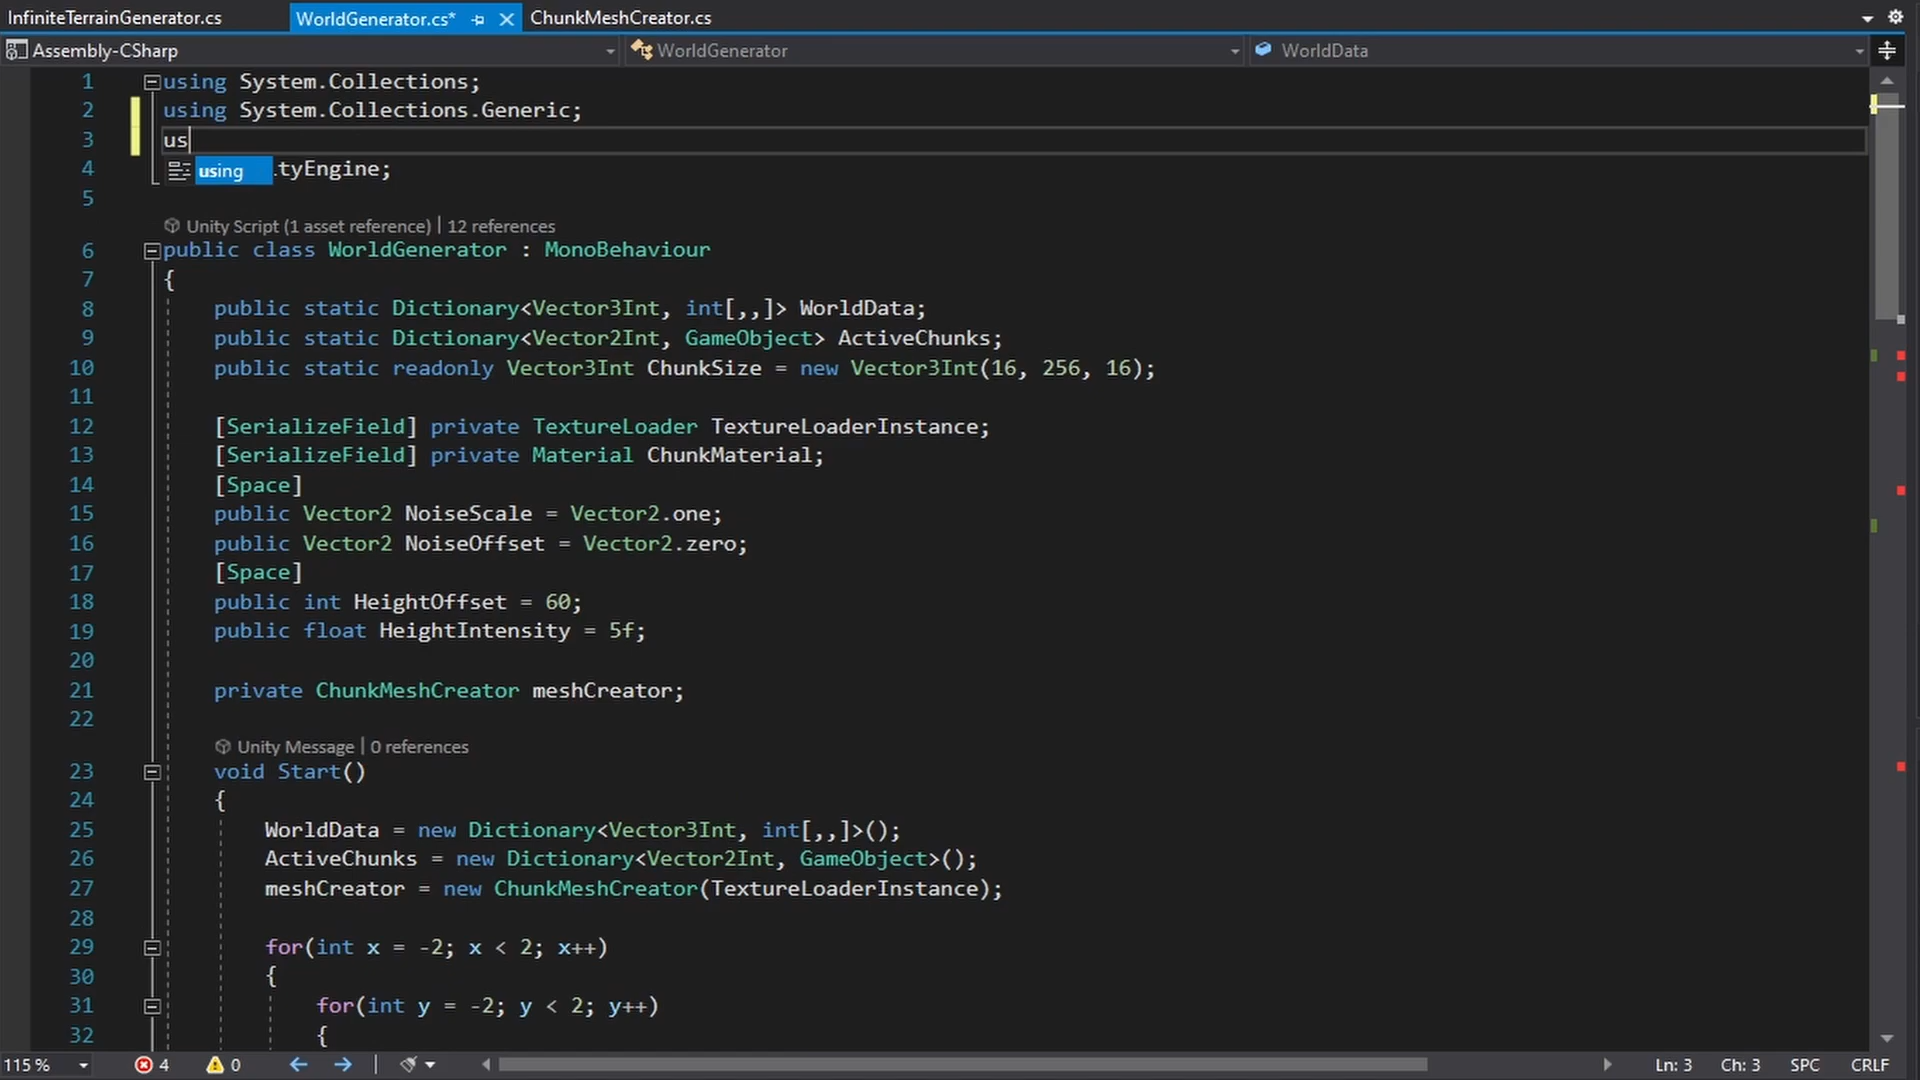 InfiniteTerrainGenerator.cs WorldGenerator.cs* ChunkMeshCreator.cs
Assembly-CSharp WorldGenerator WorldData
1 using System.Collections;
2 using System.Collections.Generic;
3 us
4 using .tyEngine;
5
Unity Script (1 asset reference) | 12 references
6 public class WorldGenerator : MonoBehaviour
7 {
8 public static Dictionary<Vector3Int, int[,,]> WorldData;
9 public static Dictionary<Vector2Int, GameObject> ActiveChunks;
10 public static readonly Vector3Int ChunkSize = new Vector3Int(16, 256, 16);
11
12 [SerializeField] private TextureLoader TextureLoaderInstance;
13 [SerializeField] private Material ChunkMaterial;
14 [Space]
15 public Vector2 NoiseScale = Vector2.one;
16 public Vector2 NoiseOffset = Vector2.zero;
17 [Space]
18 public int HeightOffset = 60;
19 public float HeightIntensity = 5f;
20
21 private ChunkMeshCreator meshCreator;
22
Unity Message | 0 references
23 void Start()
24 {
25 WorldData = new Dictionary<Vector3Int, int[,,]>();
26 ActiveChunks = new Dictionary<Vector2Int, GameObject>();
27 meshCreator = new ChunkMeshCreator(TextureLoaderInstance);
28
29 for(int x = -2; x < 2; x++)
30 {
31 for(int y = -2; y < 2; y++)
32 {
115 % 4 0 Ln: 3 Ch: 3 SPC CRLF